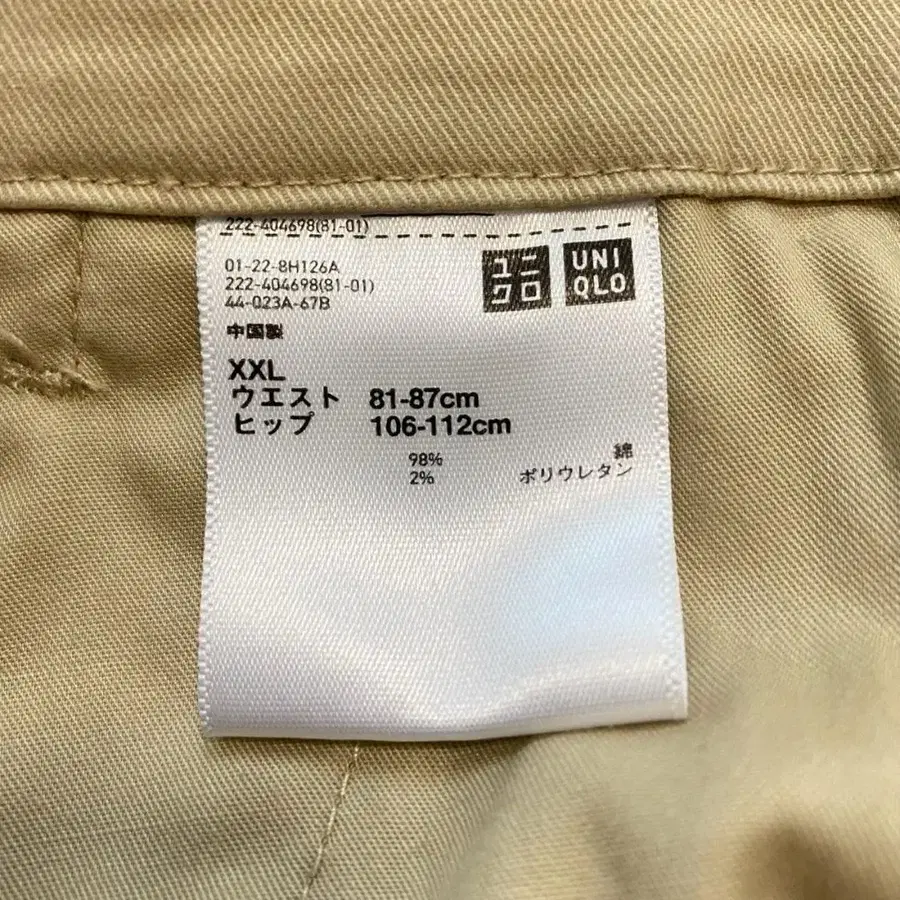 222-404698(81-01)
01-22-8H126A
222-404698(81-01)
44-023A-67B
ユニ
クロ
UNI
QLO
中国製
XXL
ウエスト 81-87cm
ヒップ 106-112cm
98% 綿
2% ポリウレタン